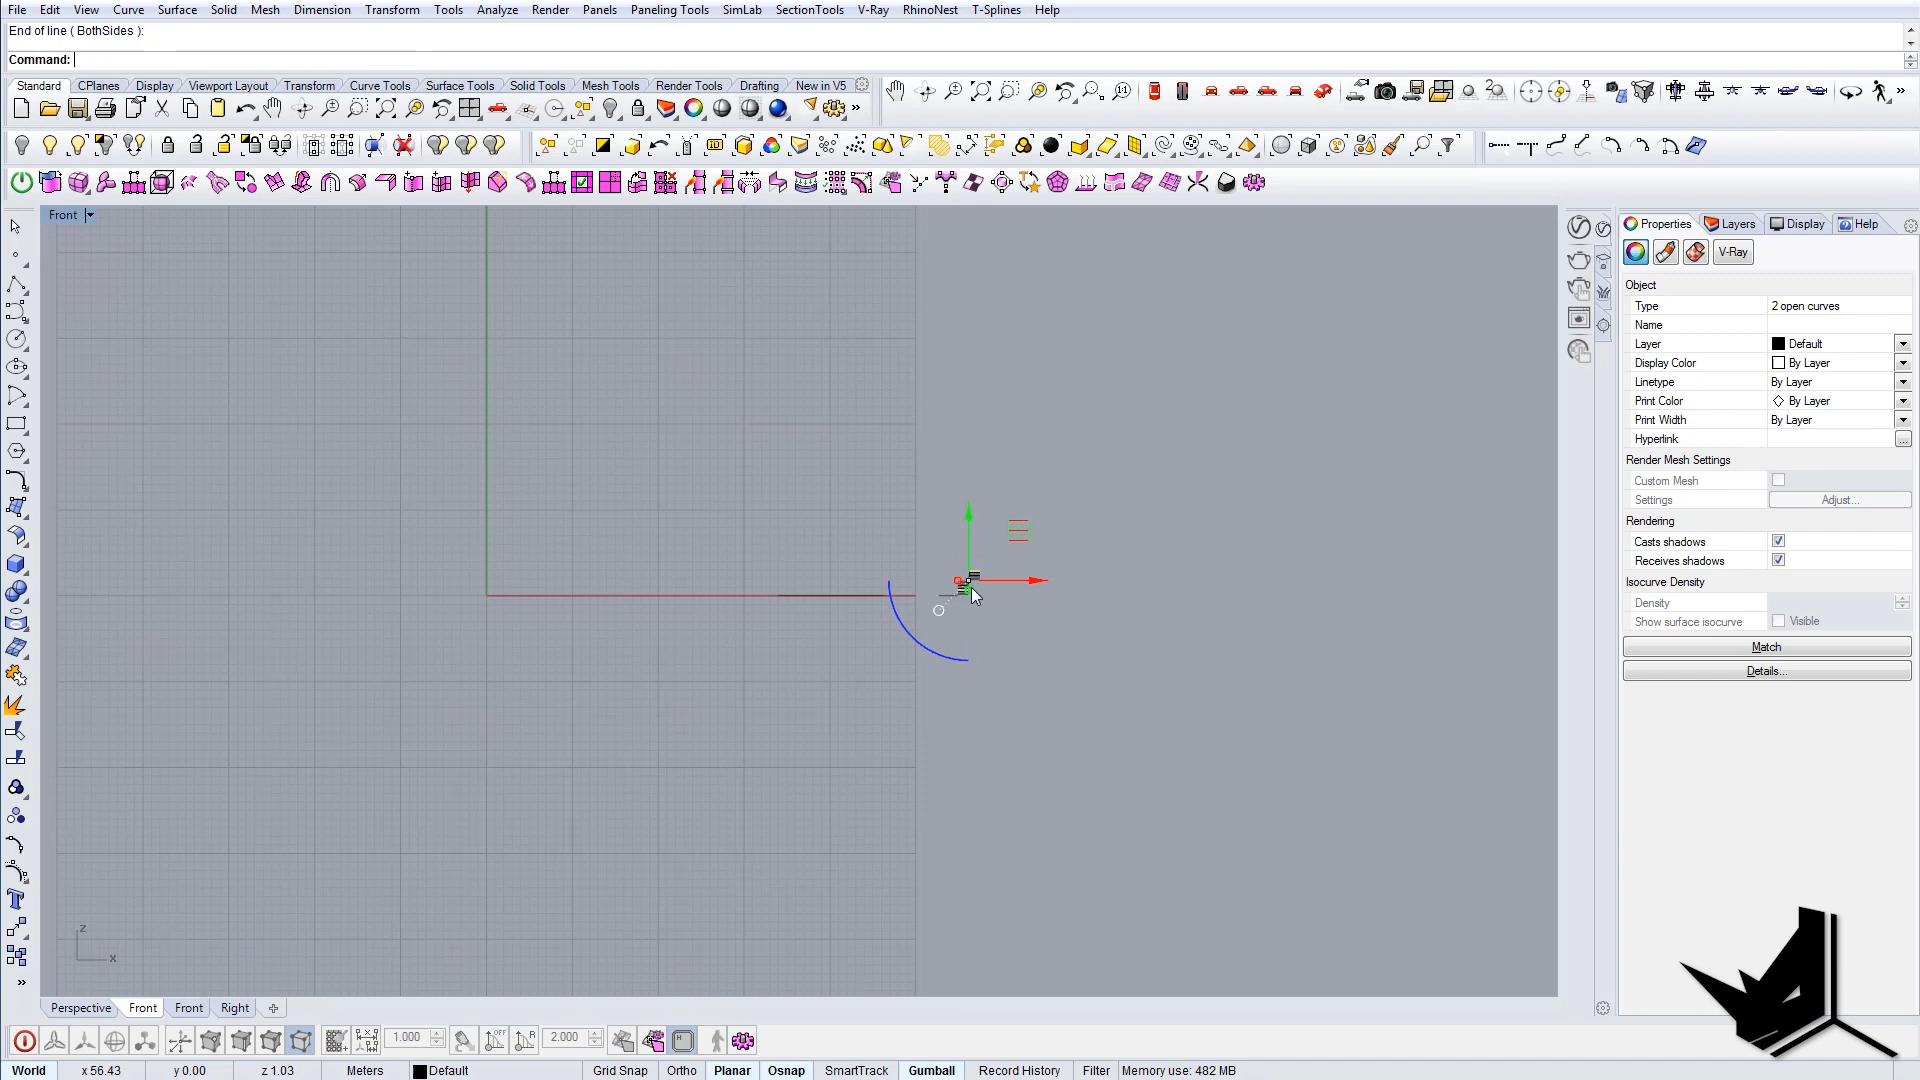 File Edit View Curve Surface Solid Mesh Dimension Transform Tools Analyze Render Panels Paneling Tools SimLab SectionTools V-Ray RhinoNest T-Splines Help
End of line ( BothSides ):
Command:
Standard CPlanes Display Viewport Layout Transform Curve Tools Surface Tools Solid Tools Mesh Tools Render Tools Drafting New in V5
Front
Properties Layers Display Help
V-Ray
Object
Type 2 open curves
Name
Layer Default
Display Color By Layer
Linetype By Layer
Print Color By Layer
Print Width By Layer
Hyperlink ...
Render Mesh Settings
Custom Mesh
Settings Adjust...
Rendering
Casts shadows
Receives shadows
Isocurve Density
Density
Show surface isocurve Visible
Match
Details...
z
x
Perspective Front Front Right
1.000 2.000
World x 56.43 y 0.00 z 1.03 Meters Default Grid Snap Ortho Planar Osnap SmartTrack Gumball Record History Filter Memory use: 482 MB